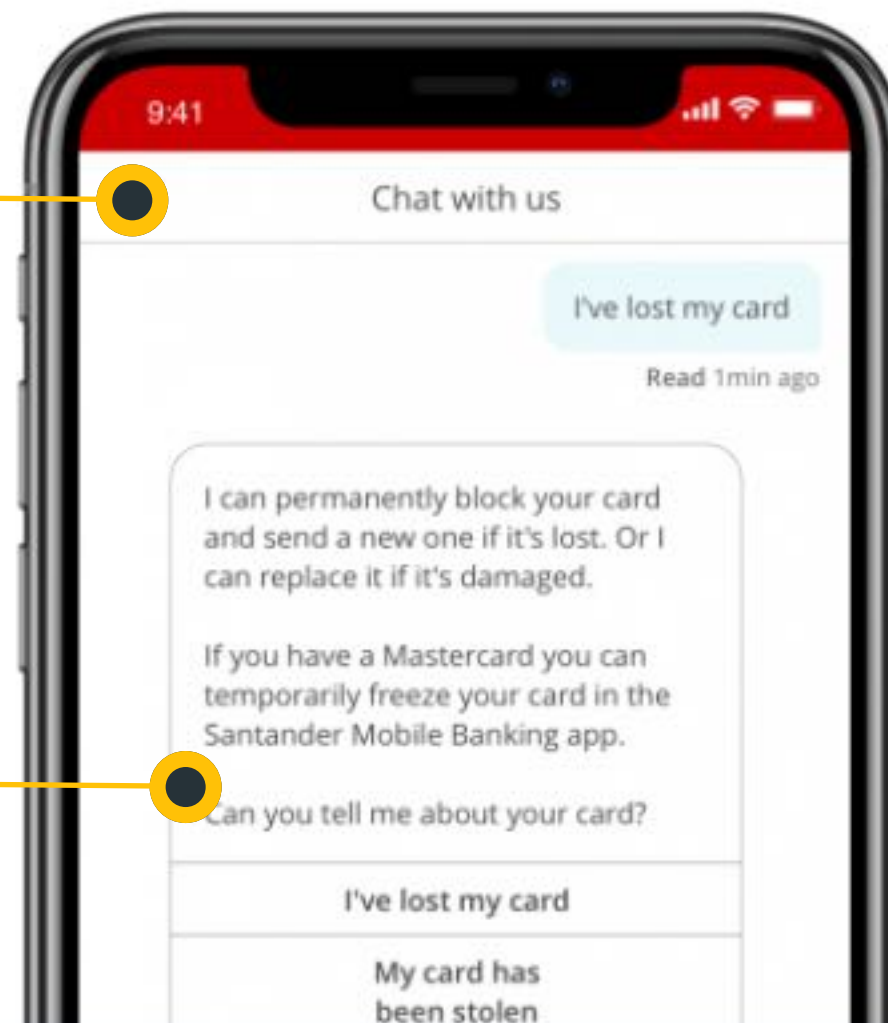 9:41
Chat with us
I've lost my card
Read 1min ago
I can permanently block your card
and send a new one if it's lost. Or I
can replace it if it's damaged.
If you have a Mastercard you can
temporarily freeze your card in the
Santander Mobile Banking app.
Can you tell me about your card?
I've lost my card
My card has
been stolen